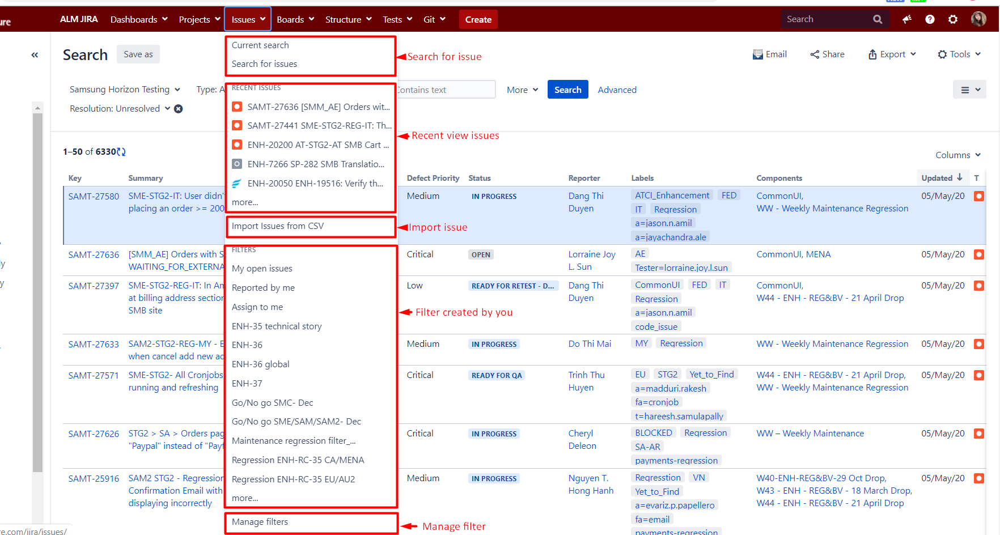 ure
ALM JIRA Dashboards Projects Issues Boards Structure Tests Git Create Search
Search Save as
Email Share Export Tools
Current search
Search for issues
Search for issue
Samsung Horizon Testing Type: A Contains text More Search Advanced
Resolution: Unresolved
RECENT ISSUES
SAMT-27636 [SMM_AE] Orders wit...
SAMT-27441 SME-STG2-REG-IT: Th...
ENH-20200 AT-STG2-AT SMB Cart ...
ENH-7266 SP-282 SMB Translatio...
ENH-20050 ENH-19516: Verify th...
more...
Recent view issues
Import Issues from CSV
Import issue
FILTERS
My open issues
Reported by me
Assign to me
ENH-35 technical story
ENH-36
ENH-36 global
ENH-37
Go/No go SMC- Dec
Go/No go SME/SAM/SAM2- Dec
Maintenance regression filter_...
Regression ENH-RC-35 CA/MENA
Regression ENH-RC-35 EU/AU2
more...
Filter created by you
Manage filters
Manage filter
1–50 of 6330
Columns
Key Summary Defect Priority Status Reporter Labels Components Updated T
SAMT-27580 SME-STG2-IT: User didn'
placing an order >= 200
Medium IN PROGRESS Dang Thi
Duyen
ATCI_Enhancement FED
IT Regression
a=jason.n.amil
a=jayachandra.ale
CommonUI,
WW - Weekly Maintenance Regression
05/May/20
SAMT-27636 [SMM_AE] Orders with S
WAITING_FOR_EXTERNA
Critical OPEN Lorraine Joy
L. Sun
AE
Tester=lorraine.joy.l.sun
CommonUI, MENA
05/May/20
SAMT-27397 SME-STG2-REG-IT: In Am
at billing address section
SMB site
Low READY FOR RETEST - D... Dang Thi
Duyen
CommonUI FED IT
Regression
a=jason.n.amil
code_issue
CommonUI,
W44 - ENH - REG&BV - 21 April Drop
05/May/20
SAMT-27633 SAM2-STG2-REG-MY - E
when cancel add new ad
Medium IN PROGRESS Do Thi Mai
MY Regression
WW - Weekly Maintenance Regression
05/May/20
SAMT-27571 SME-STG2- All Cronjobs
running and refreshing
Critical READY FOR QA Trinh Thu
Huyen
EU STG2 Yet_to_Find
a=madduri.rakesh
fa=cronjob
t=hareesh.samulapally
W44 - ENH - REG&BV - 21 April Drop,
WW - Weekly Maintenance Regression
05/May/20
SAMT-27626 STG2 > SA > Orders pag
"Paypal" instead of "Payf
Critical IN PROGRESS Cheryl
Deleon
BLOCKED Regression
SA-AR
payments-regression
WW – Weekly Maintenance
05/May/20
SAMT-25916 SAM2 STG2 - Regression
Confirmation Email with
displaying incorrectly
Medium IN PROGRESS Nguyen T.
Hong Hanh
Regresstion VN
Yet_to_Find
a=evariz.p.papellero
fa=email
payments-regression
W40-ENH-REG&BV-29 Oct Drop,
W43 - ENH - REG&BV - 18 March Drop,
W44 - ENH - REG&BV - 21 April Drop
05/May/20
re.com/jira/issues/